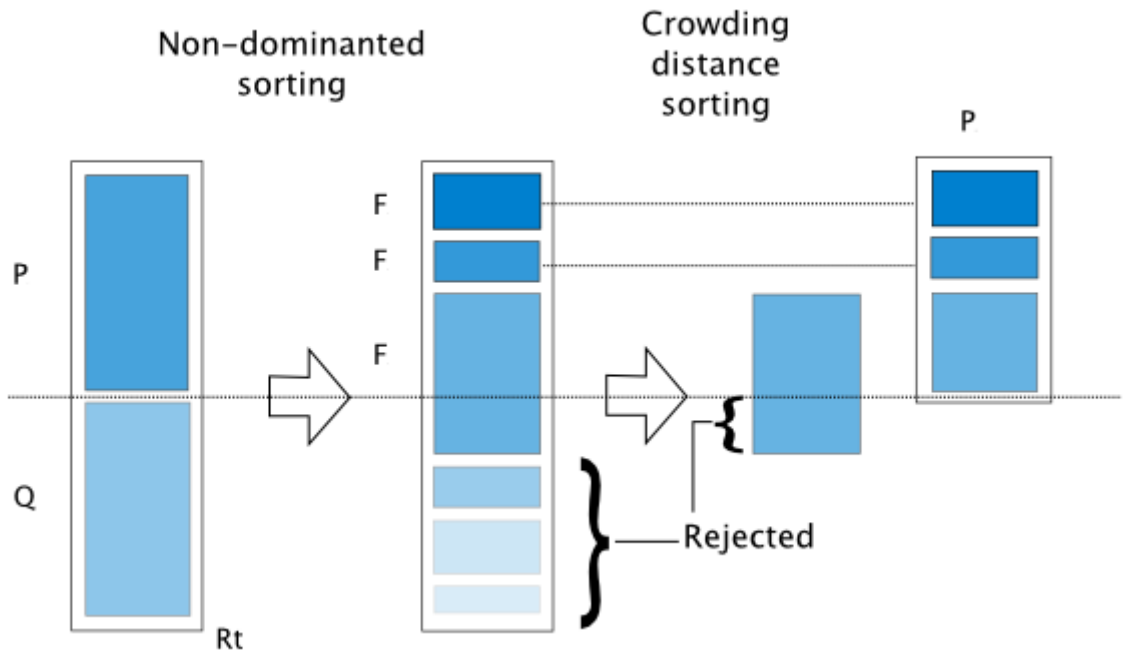 Non-dominanted
sorting
Crowding
distance
sorting
P
F
F
P
F
Q
Rejected
Rt